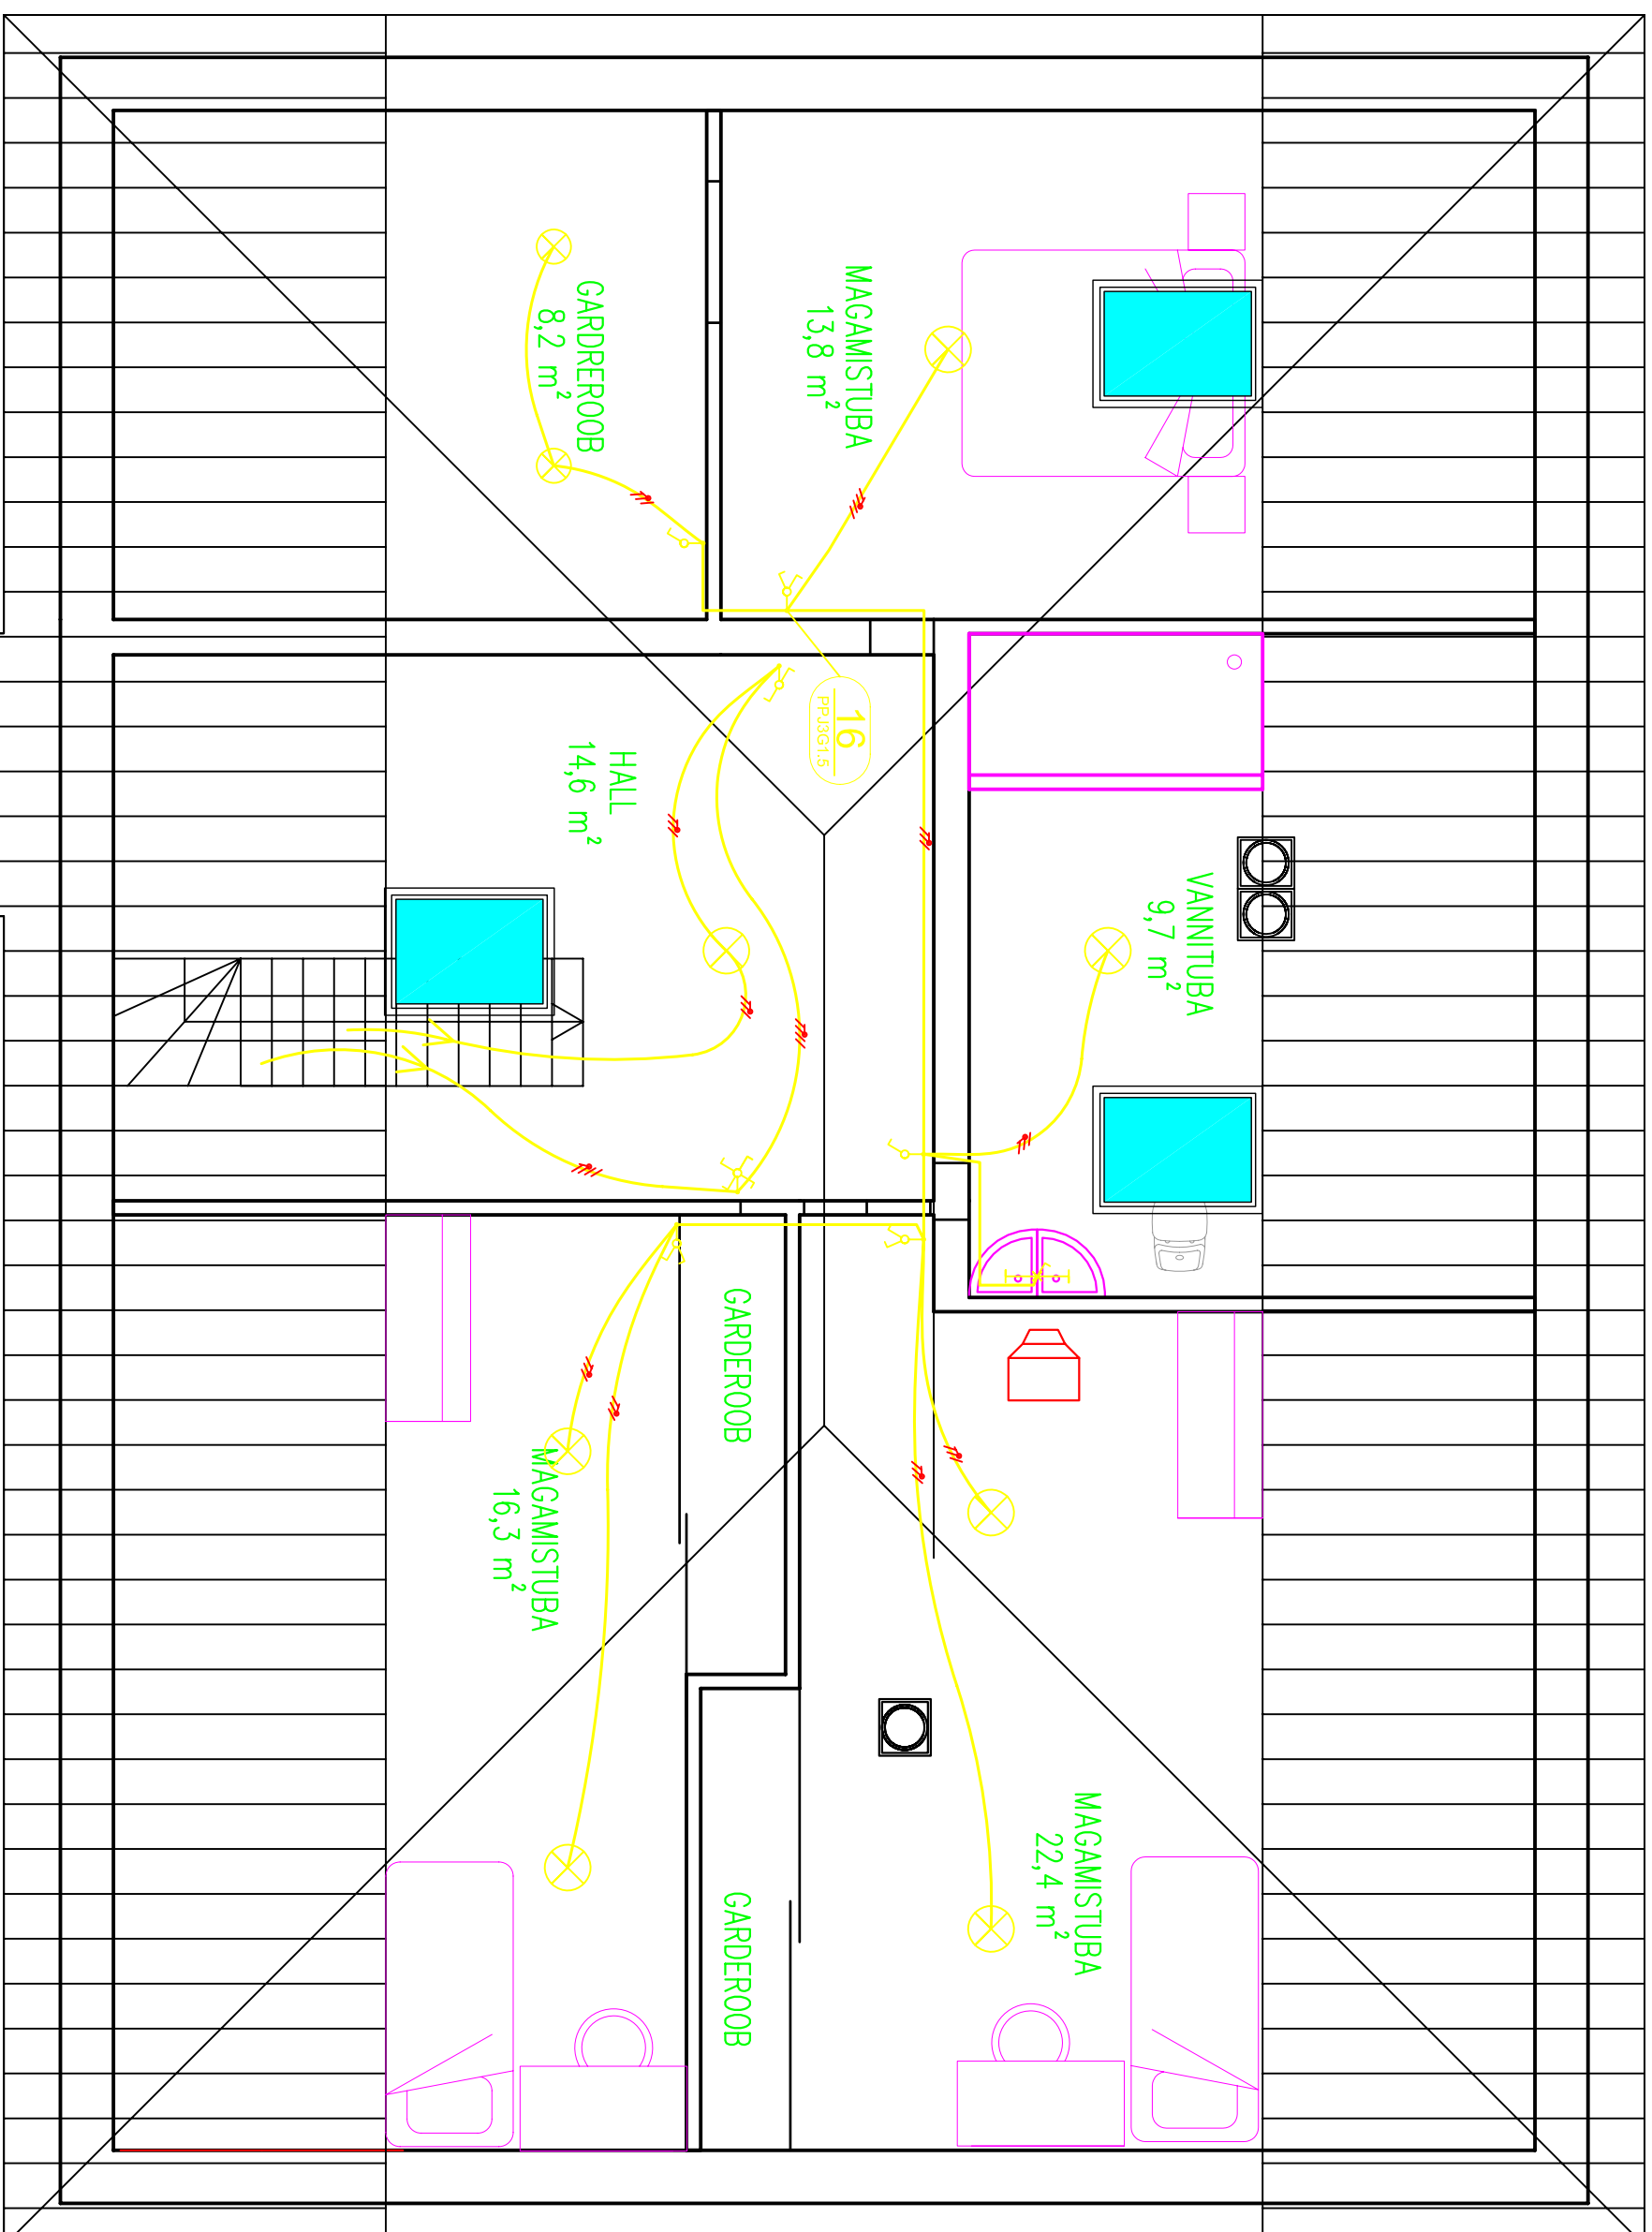 MAGAMISTUBA
13,8 m²
GARDREROOB
8,2 m²
VANNITUBA
9,7 m²
16
PPJ3G1.5
HALL
14,6 m²
GARDEROOB
MAGAMISTUBA
16,3 m²
MAGAMISTUBA
22,4 m²
GARDEROOB